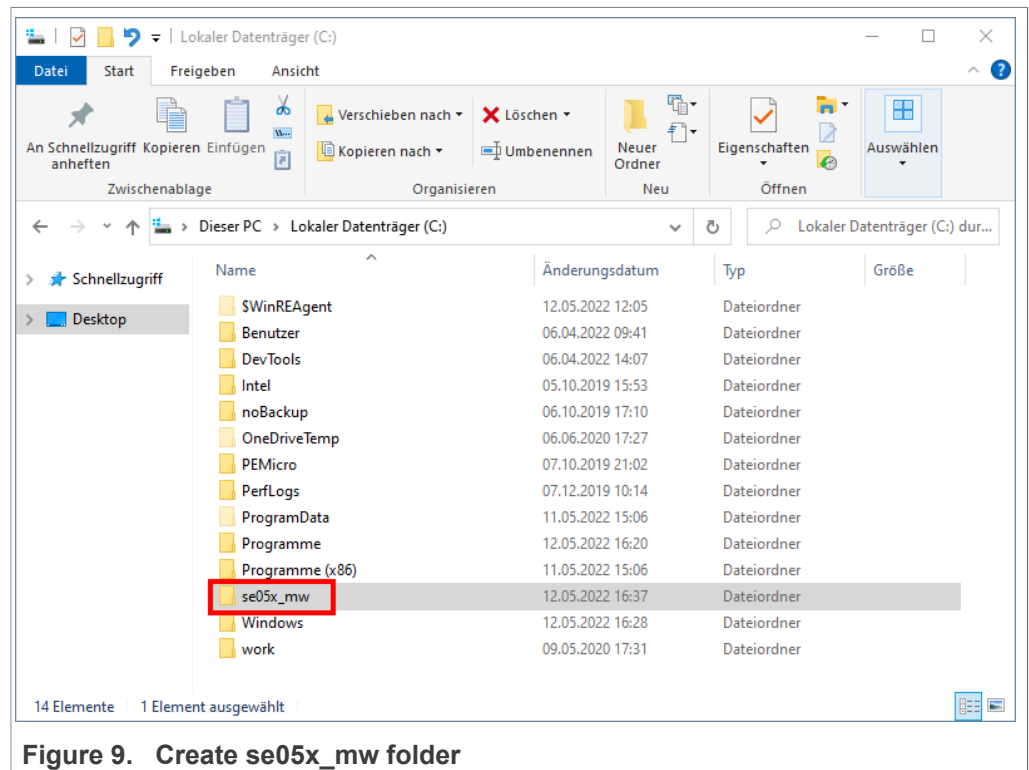 Lokaler Datenträger (C:)
Datei Start Freigeben Ansicht
An Schnellzugriff anheften
Kopieren
Einfügen
Verschieben nach
Kopieren nach
Löschen
Umbenennen
Neuer Ordner
Eigenschaften
Auswählen
Zwischenablage Organisieren Neu Öffnen
Dieser PC > Lokaler Datenträger (C:)
Lokaler Datenträger (C:) dur...
Schnellzugriff
Desktop
Name Änderungsdatum Typ Größe
$WinREAgent 12.05.2022 12:05 Dateiordner
Benutzer 06.04.2022 09:41 Dateiordner
DevTools 06.04.2022 14:07 Dateiordner
Intel 05.10.2019 15:53 Dateiordner
noBackup 06.10.2019 17:10 Dateiordner
OneDriveTemp 06.06.2020 17:27 Dateiordner
PEMicro 07.10.2019 21:02 Dateiordner
PerfLogs 07.12.2019 10:14 Dateiordner
ProgramData 11.05.2022 15:06 Dateiordner
Programme 12.05.2022 16:20 Dateiordner
Programme (x86) 11.05.2022 15:06 Dateiordner
se05x_mw 12.05.2022 16:37 Dateiordner
Windows 12.05.2022 16:28 Dateiordner
work 09.05.2020 17:31 Dateiordner
14 Elemente 1 Element ausgewählt
Figure 9. Create se05x_mw folder